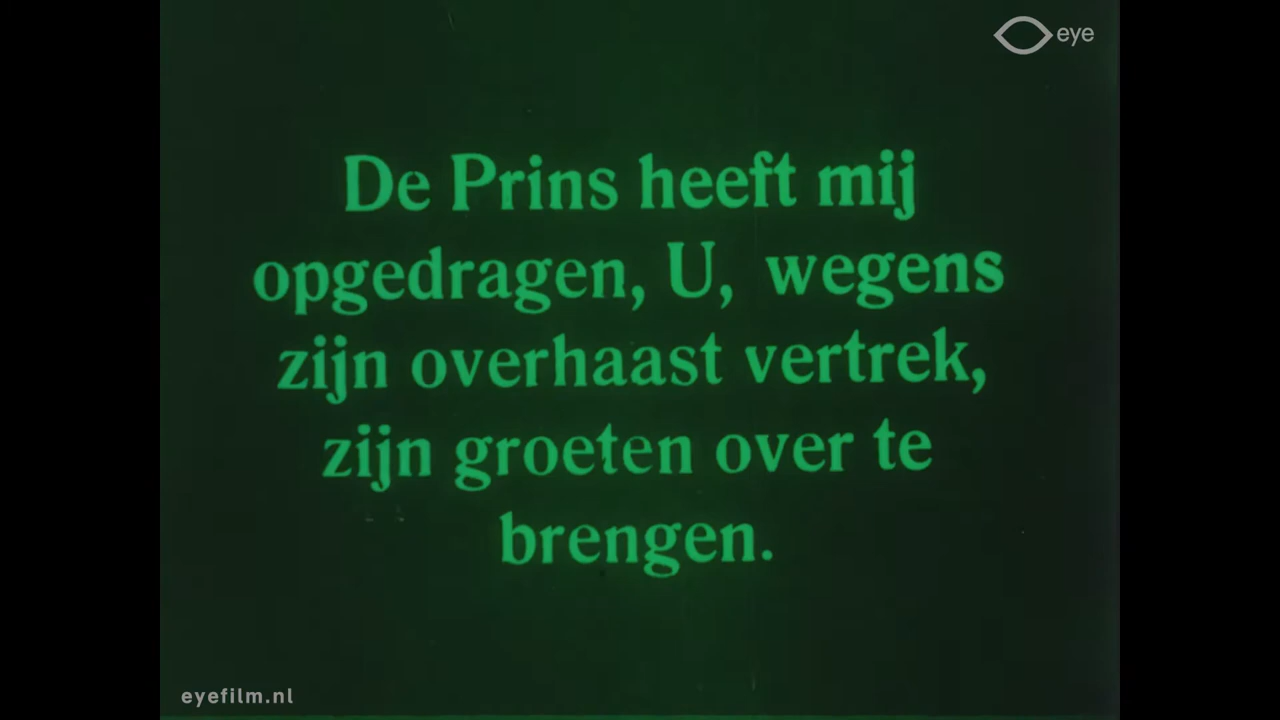 eye
De Prins heeft mij
opgedragen, U, wegens
zijn overhaast vertrek,
zijn groeten over te
brengen.
eyefilm.nl